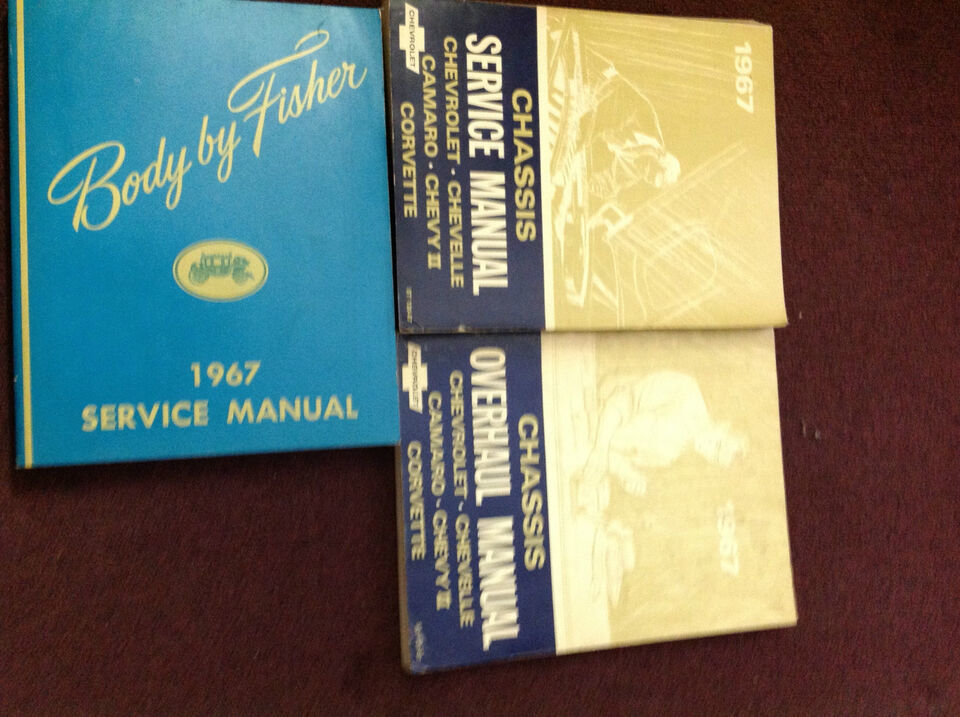 Body by Fisher
1967
SERVICE MANUAL
1967
CHASSIS
SERVICE MANUAL
CHEVROLET • CHEVELLE
CAMARO • CHEVY II
CORVETTE
CHEVROLET
1967
CHASSIS
OVERHAUL MANUAL
CHEVROLET • CHEVELLE
CAMARO • CHEVY II
CORVETTE
CHEVROLET